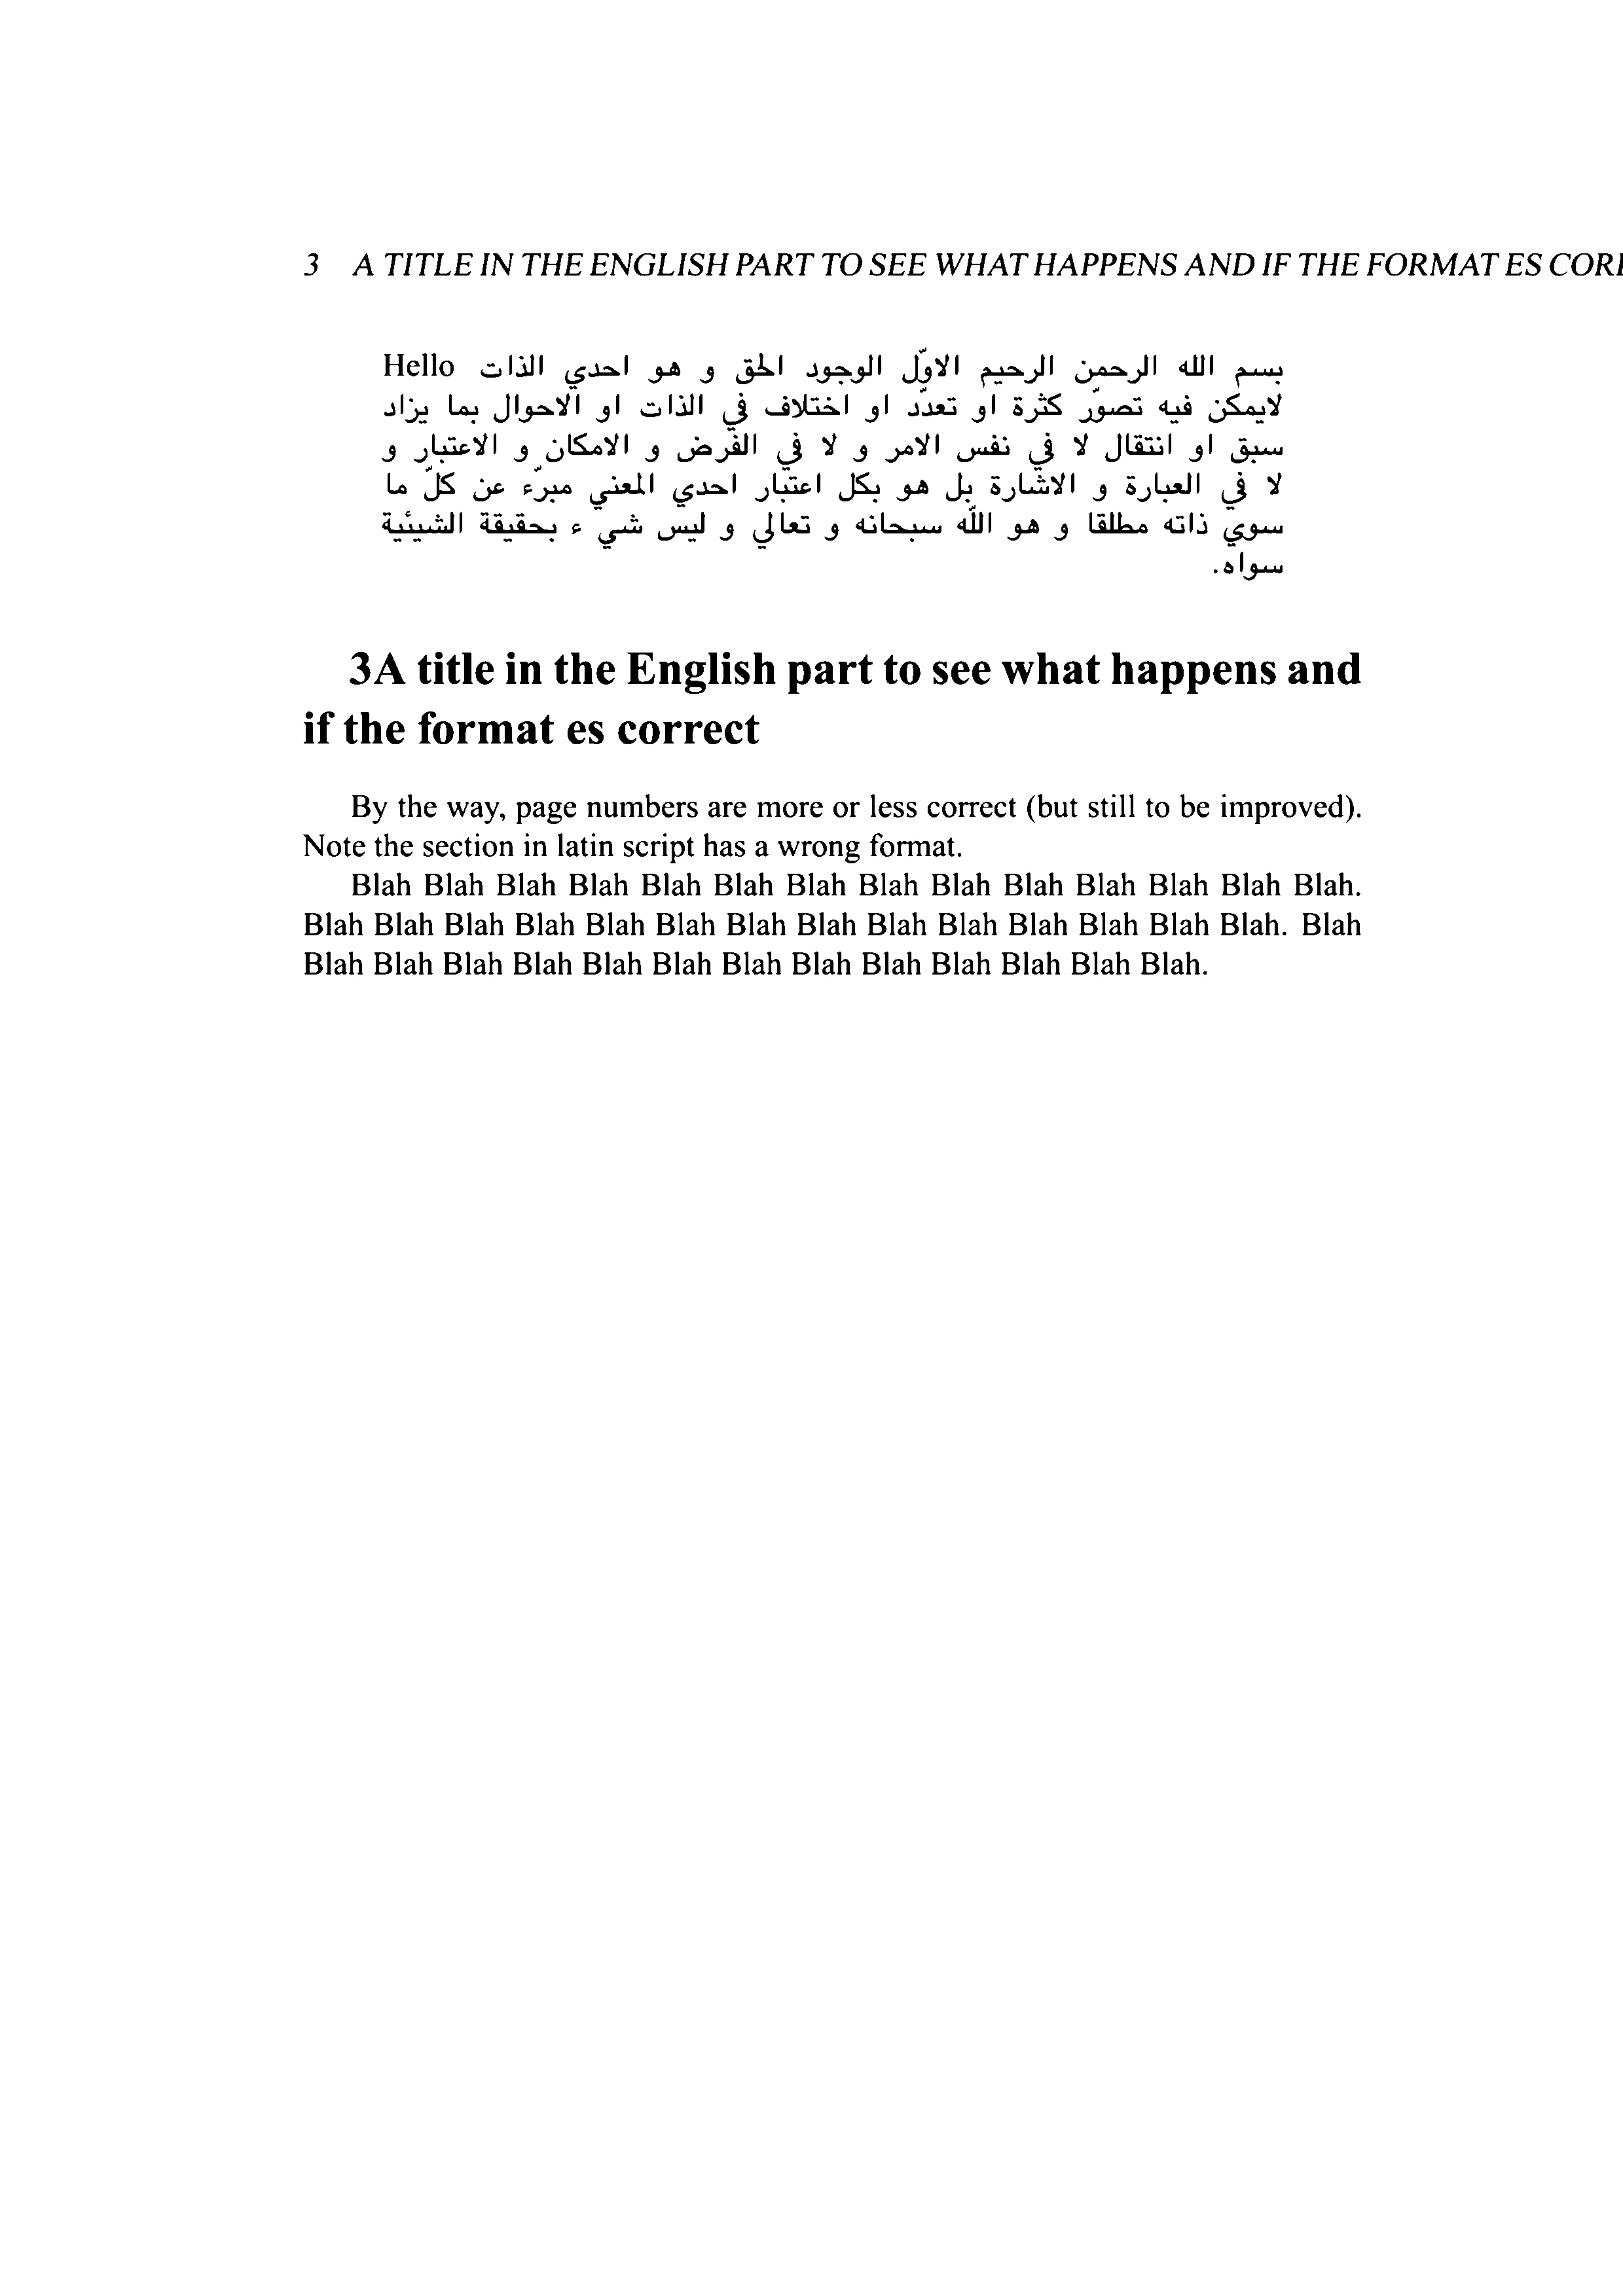 3 A TITLE IN THE ENGLISH PART TO SEE WHAT HAPPENS AND IF THE FORMAT ES
بسم الله الرحمن الرحيم الاوّل الوجود الحق و هو احدي الذات Hello
لايمكن فيه تصوّر كثرة او تعدّد او اختلاف في الذات او الاحوال بما يزاد
سبق او انتقال لا في نفس الامر و لا في الفرض و الامكان و الاعتبار و
لا في العبارة و الاشارة بل هو بكل اعتبار احدي المعني مبرّء عن كلّ ما
سوي ذاته مطلقا و هو اللّه سبحانه و تعالي و ليس شي ء بحقيقة الشيئية
سواه.
3A title in the English part to see what happens and
if the format es correct
By the way, page numbers are more or less correct (but still to be improved).
Note the section in latin script has a wrong format.
Blah Blah Blah Blah Blah Blah Blah Blah Blah Blah Blah Blah Blah Blah.
Blah Blah Blah Blah Blah Blah Blah Blah Blah Blah Blah Blah Blah Blah. Blah
Blah Blah Blah Blah Blah Blah Blah Blah Blah Blah Blah Blah Blah.